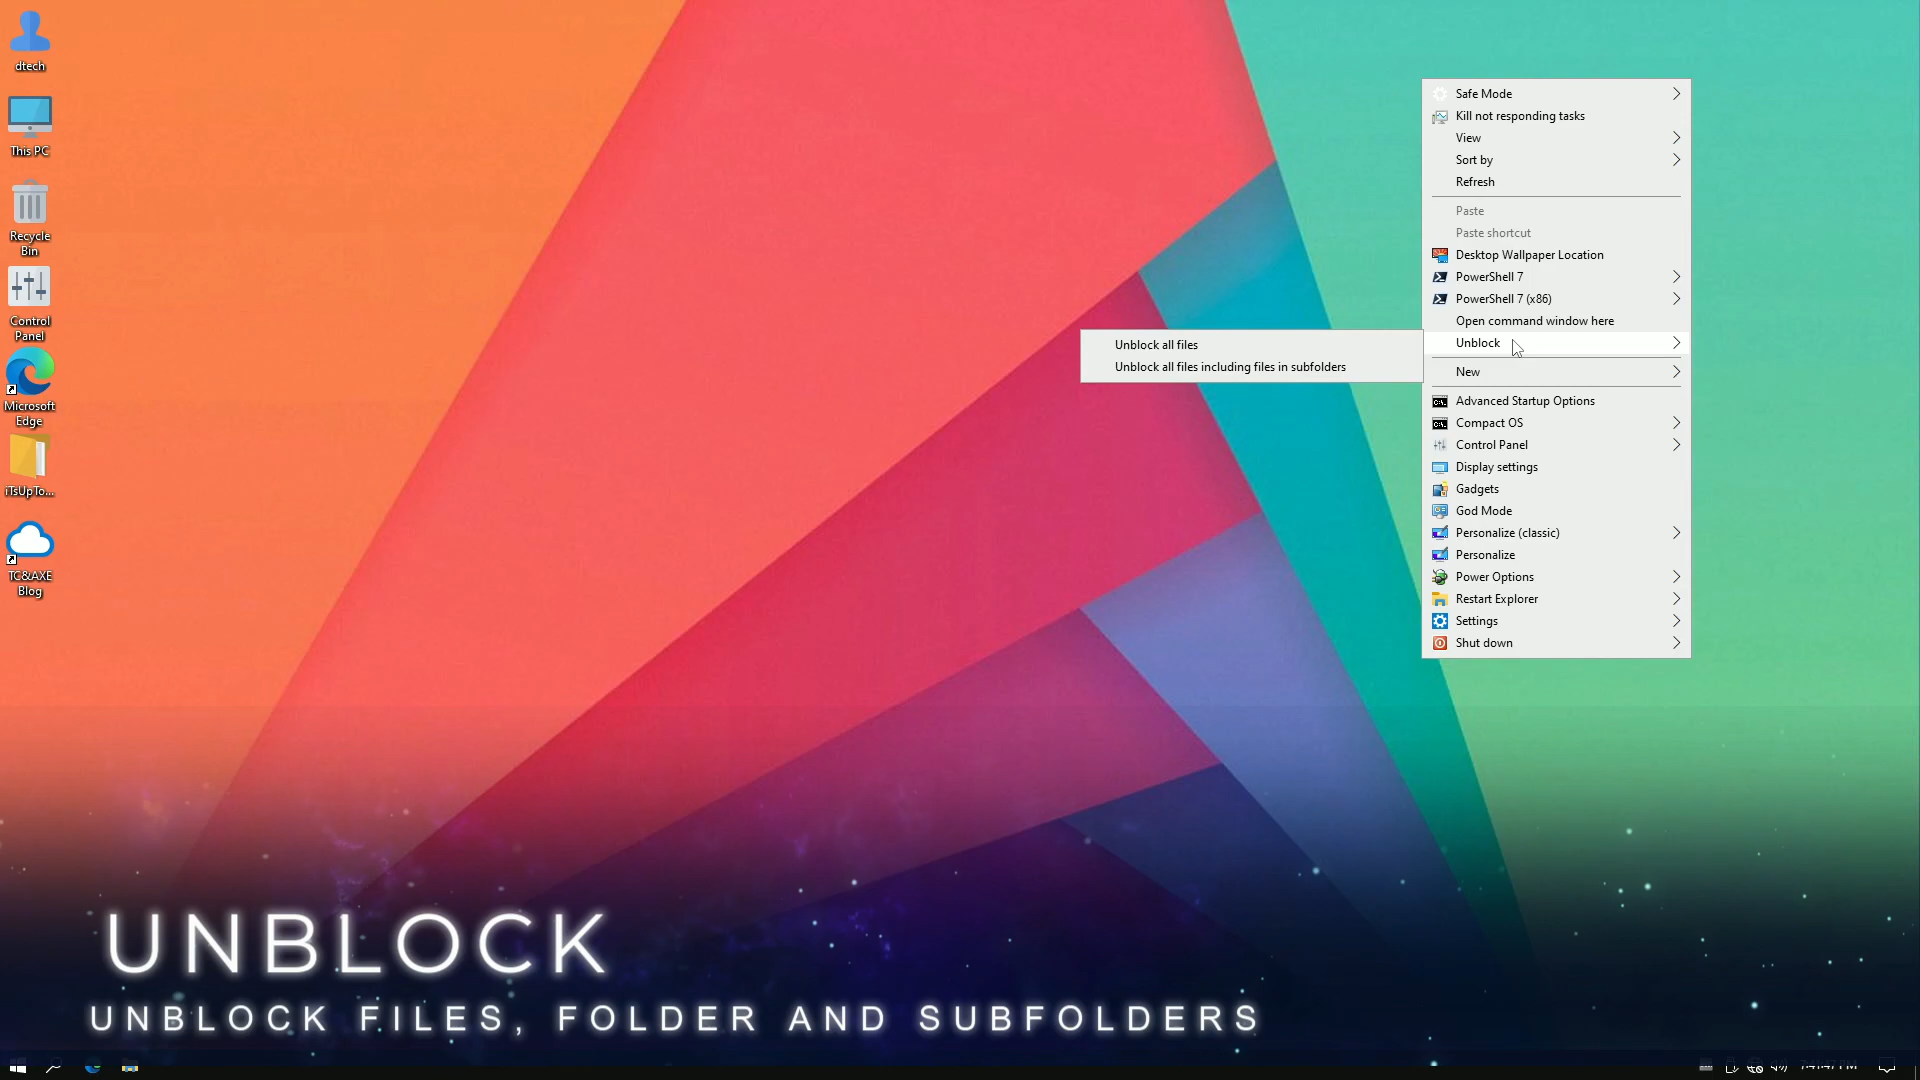 dtech
This PC
Recycle
Bin
Control
Panel
Microsoft
Edge
iTsUpTo...
TC&AXE
Blog
Safe Mode
Kill not responding tasks
View
Sort by
Refresh
Paste
Paste shortcut
Desktop Wallpaper Location
PowerShell 7
PowerShell 7 (x86)
Open command window here
Unblock
Unblock all files
Unblock all files including files in subfolders
New
Advanced Startup Options
Compact OS
Control Panel
Display settings
Gadgets
God Mode
Personalize (classic)
Personalize
Power Options
Restart Explorer
Settings
Shut down
UNBLOCK
UNBLOCK FILES, FOLDER AND SUBFOLDERS